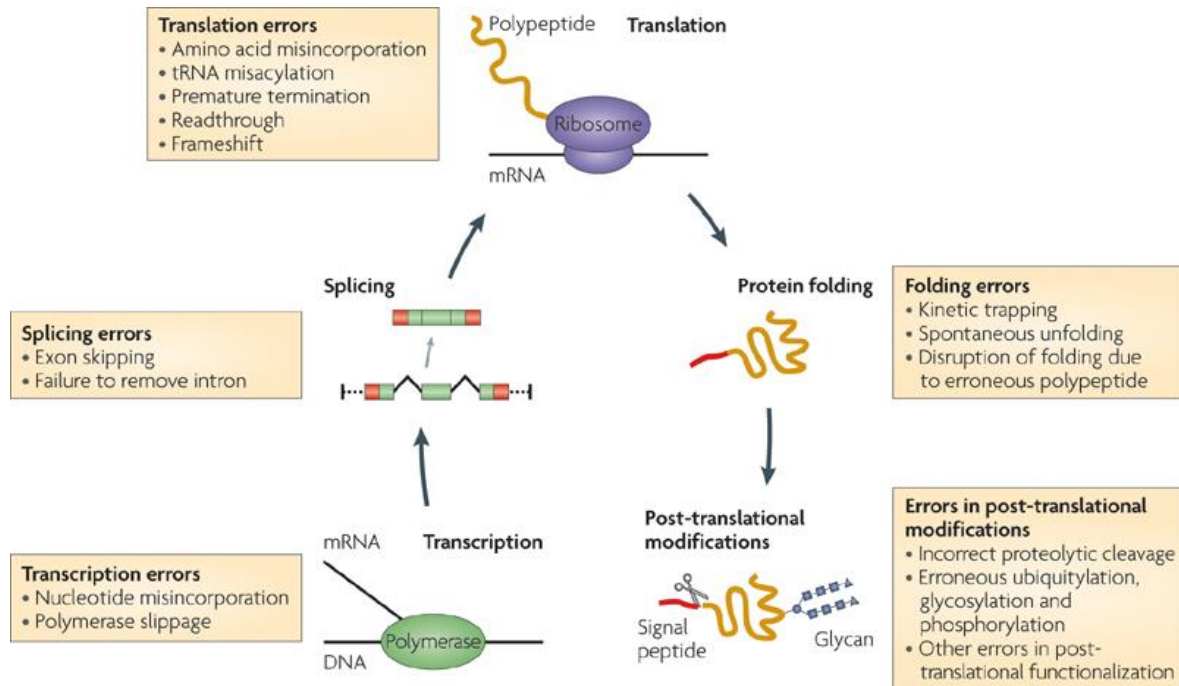 Translation errors
• Amino acid misincorporation
• tRNA misacylation
• Premature termination
• Readthrough
• Frameshift
Polypeptide
Translation
Ribosome
mRNA
Splicing
Splicing errors
• Exon skipping
• Failure to remove intron
Protein folding
Folding errors
• Kinetic trapping
• Spontaneous unfolding
• Disruption of folding due
to erroneous polypeptide
mRNA
Transcription
Transcription errors
• Nucleotide misincorporation
• Polymerase slippage
Polymerase
DNA
Post-translational
modifications
Signal
peptide
Glycan
Errors in post-translational
modifications
• Incorrect proteolytic cleavage
• Erroneous ubiquitylation,
glycosylation and
phosphorylation
• Other errors in post-
translational functionalization